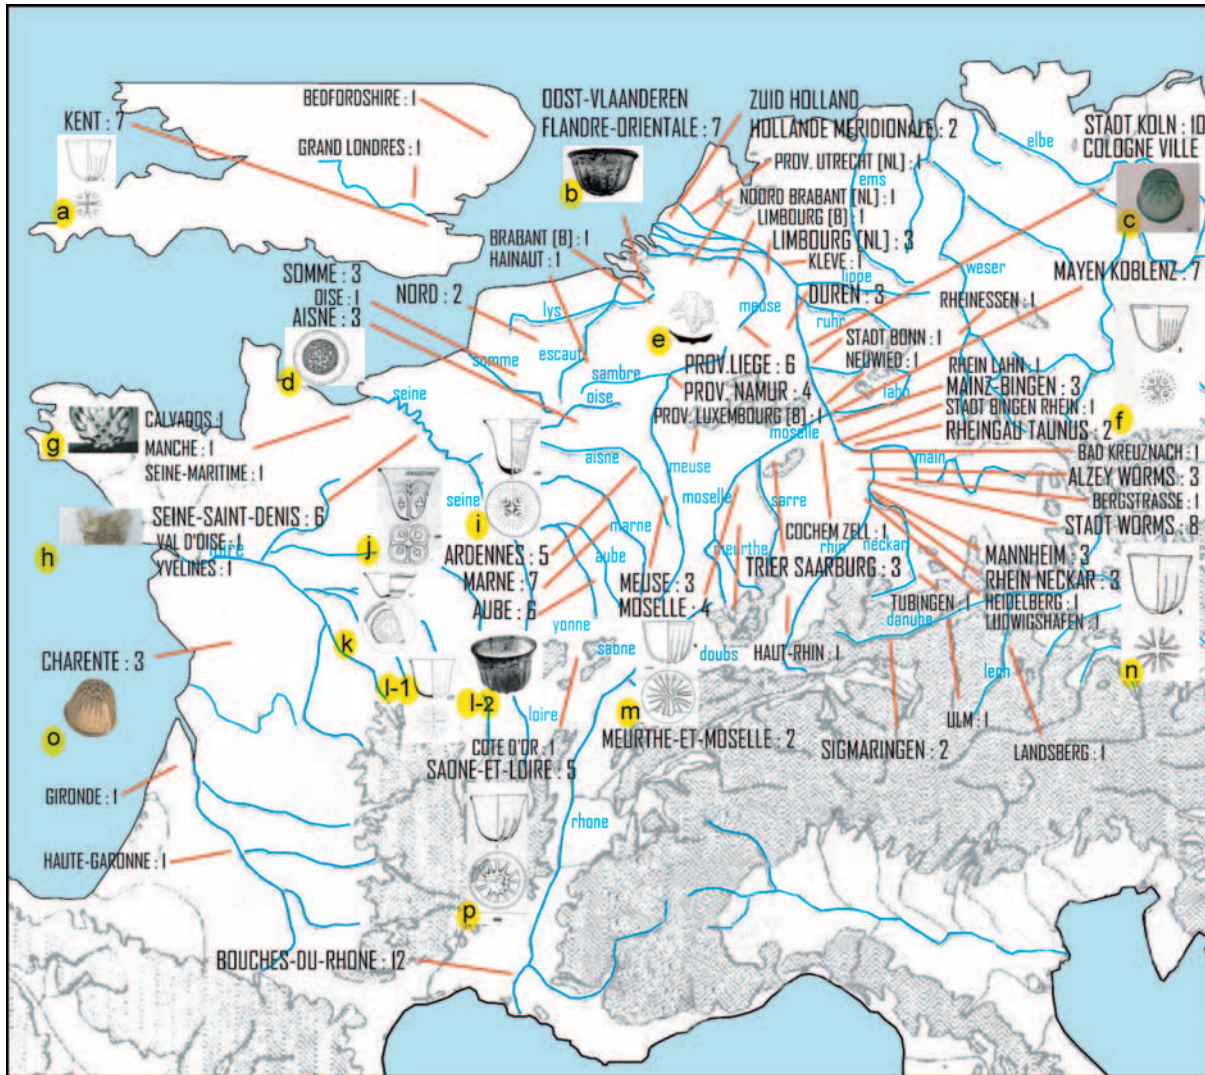 BEDFORDSHIRE : 1
KENT : 7
GRAND LONDRES : 1
a
OOST-VLAANDEREN
FLANDRE-ORIENTALE : 7
b
ZUID HOLLAND
HOLLANDE MERIDIONALE : 2
PROV. UTRECHT [NL] : 1
ems
elbe
STADT KOLN : 10
COLOGNE VILLE
c
NOORD BRABANT [NL] : 1
LIMBOURG [B] : 1
LIMBOURG [NL] : 3
KLEVE : 1
lippe
weser
BRABANT [B] : 1
HAINAUT : 1
SOMME : 3
OISE : 1
AISNE : 3
NORD : 2
d
lys
escaut
somme
sambre
oise
seine
e
meuse
DUREN : 3
ruhr
MAYEN KOBLENZ : 7
RHEINESSEN : 1
STADT BONN : 1
NEUWIED : 1
PROV.LIEGE : 6
PROV. NAMUR : 4
PROV. LUXEMBOURG [B] : 1
RHEIN LAHN : 1
lahn
MAINZ-BINGEN : 3
STADT BINGEN RHEIN : 1
RHEINGAU TAUNUS : 2
f
BAD KREUZNACH : 1
ALZEY WORMS : 3
BERGSTRASSE : 1
STADT WORMS : 8
main
moselle
g
CALVADOS : 1
MANCHE : 1
SEINE-MARITIME : 1
h
SEINE-SAINT-DENIS : 6
VAL D'OISE : 1
loire
YVELINES : 1
seine
i
j
aisne
marne
aube
meuse
moselle
sarre
meurthe
ARDENNES : 5
MARNE : 7
AUBE : 6
MEUSE : 3
MOSELLE : 4
COCHEM ZELL : 1
TRIER SAARBURG : 3
rhin
neckar
MANNHEIM : 3
RHEIN NECKAR : 3
HEIDELBERG : 1
LUDWIGSHAFEN : 1
TUBINGEN : 1
danube
k
l-1
l-2
yonne
saone
doubs
HAUT-RHIN : 1
lech
n
CHARENTE : 3
o
loire
m
MEURTHE-ET-MOSELLE : 2
ULM : 1
SIGMARINGEN : 2
LANDSBERG : 1
COTE D'OR : 1
SAONE-ET-LOIRE : 5
GIRONDE : 1
rhone
HAUTE-GARONNE : 1
p
BOUCHES-DU-RHONE : 12